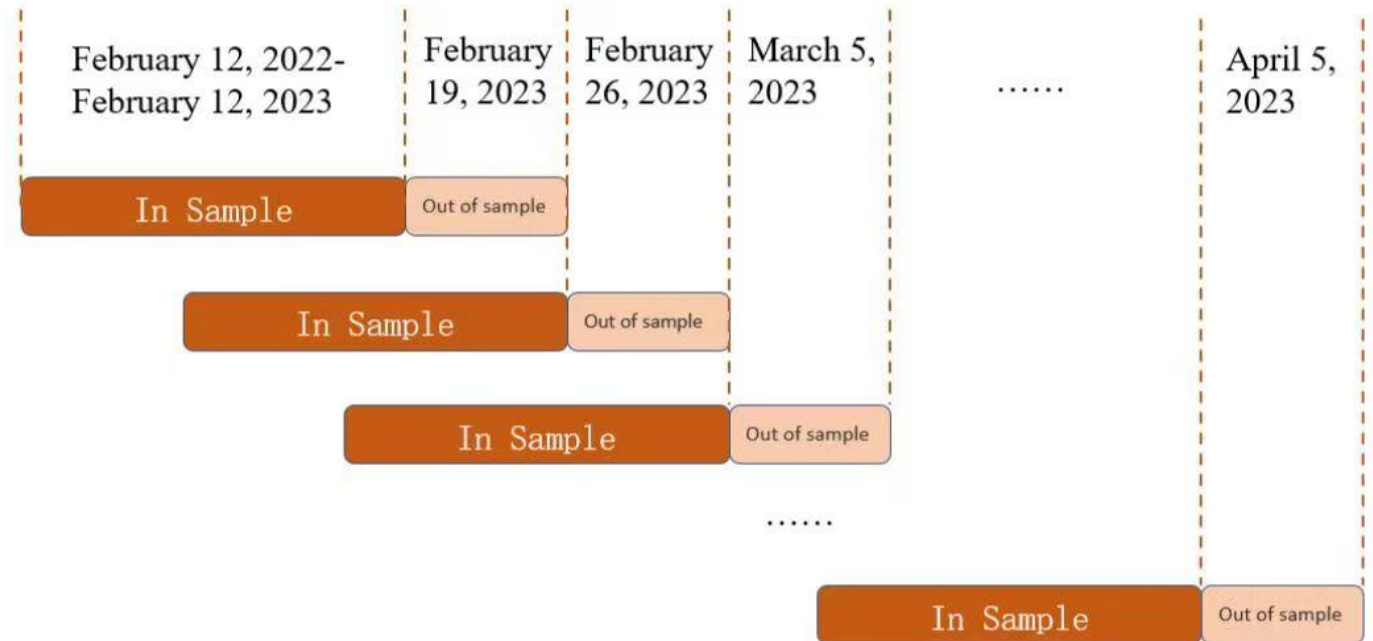 February 12, 2022-
February 12, 2023
February
19, 2023
February
26, 2023
March 5,
2023
......
April 5,
2023
In Sample
Out of sample
In Sample
Out of sample
In Sample
Out of sample
......
In Sample
Out of sample